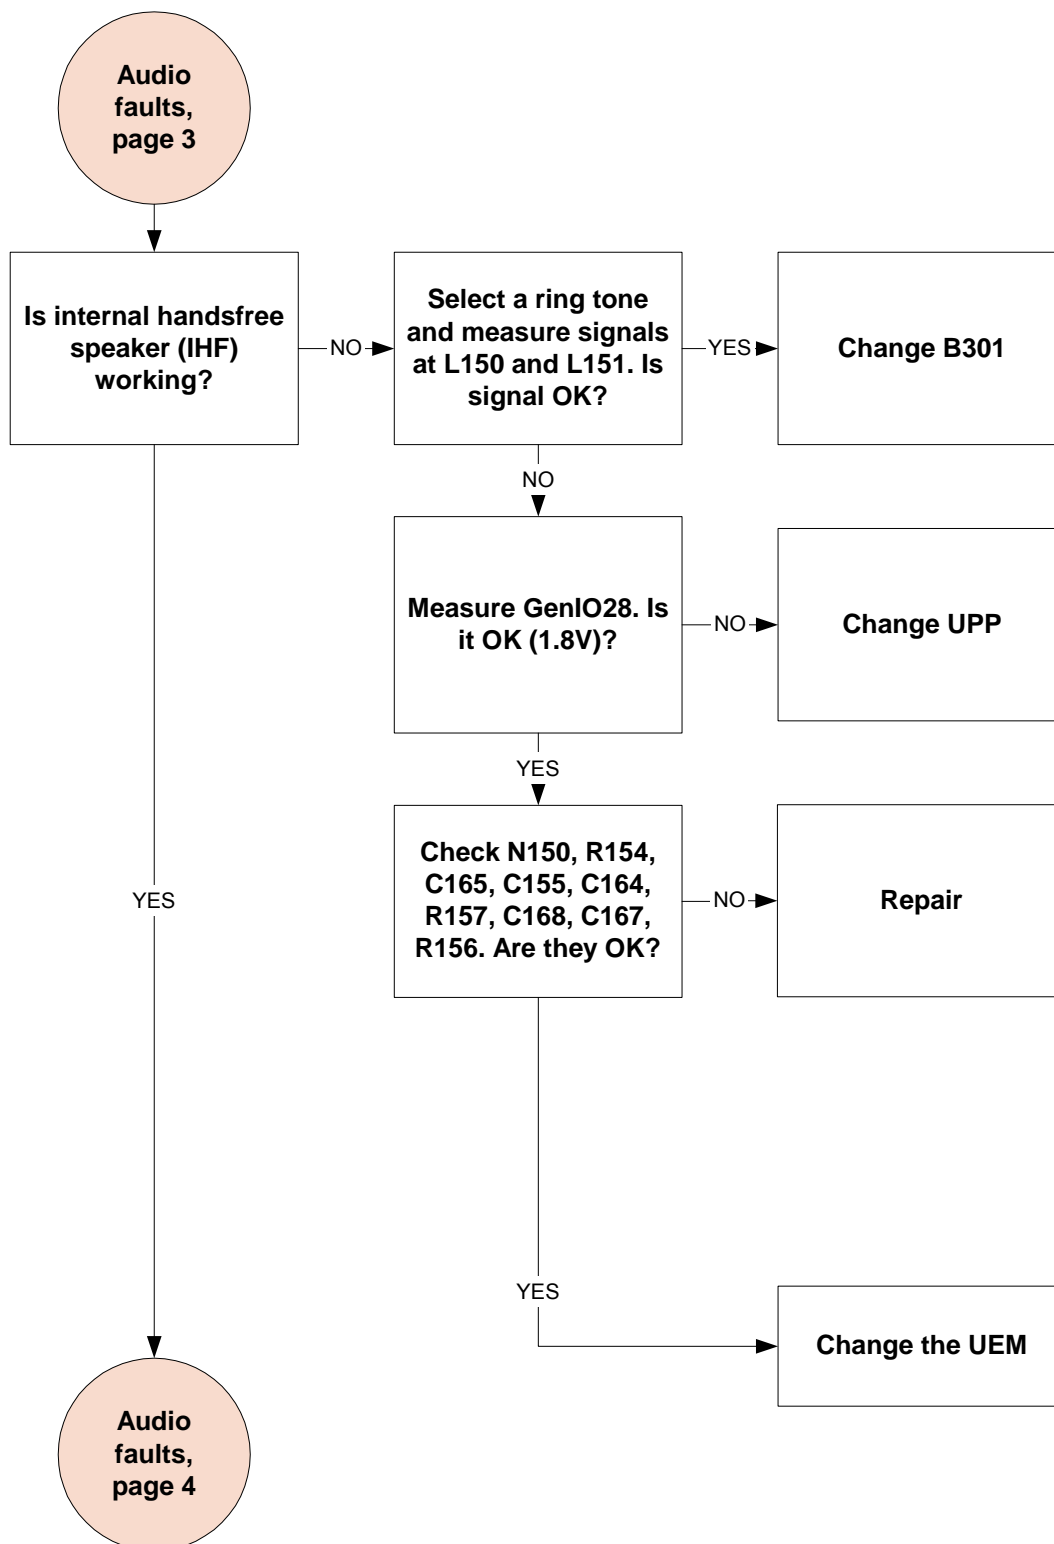 Audio
faults,
page 3
Is internal handsfree
speaker (IHF)
working?
NO
Select a ring tone
and measure signals
at L150 and L151. Is
signal OK?
YES
Change B301
NO
Measure GenIO28. Is
it OK (1.8V)?
NO
Change UPP
YES
Check N150, R154,
C165, C155, C164,
R157, C168, C167,
R156. Are they OK?
NO
Repair
YES
YES
Change the UEM
Audio
faults,
page 4